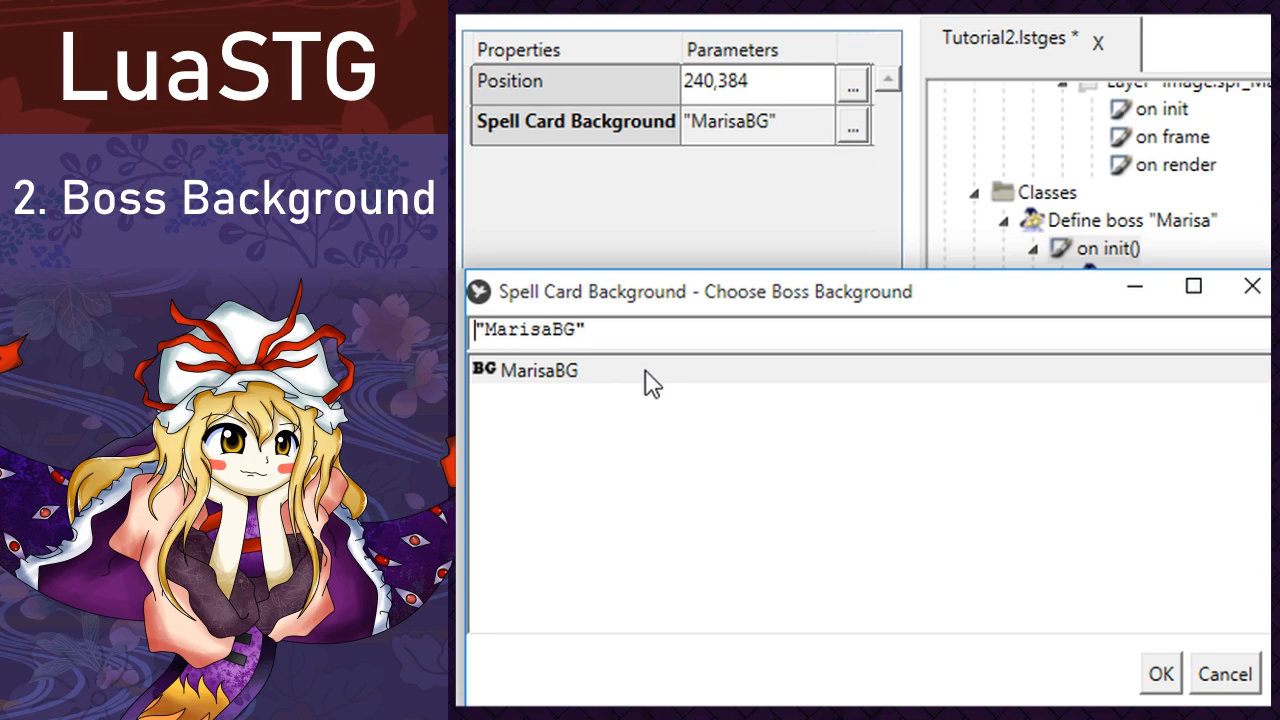 LuaSTG
2. Boss Background
Properties Parameters
Position 240,384 ...
Spell Card Background "MarisaBG" ...
Tutorial2.lstges * X
on init
on frame
on render
Classes
Define boss "Marisa"
on init()
Spell Card Background - Choose Boss Background
"MarisaBG"
BG MarisaBG
OK Cancel